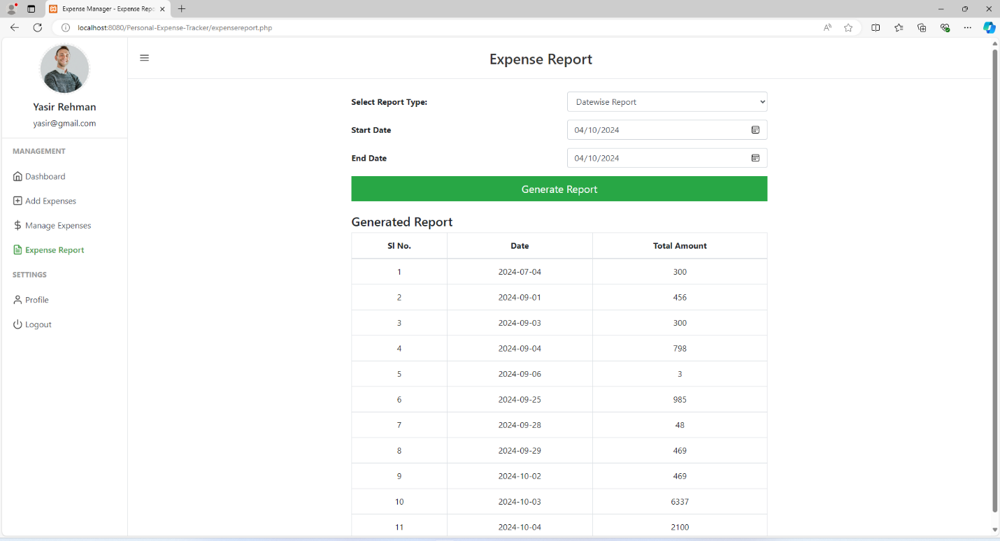 Expense Manager - Expense Repo
localhost:8080/Personal-Expense-Tracker/expensereport.php
Yasir Rehman
yasir@gmail.com
MANAGEMENT
Dashboard
Add Expenses
Manage Expenses
Expense Report
SETTINGS
Profile
Logout
Expense Report
Select Report Type: Datewise Report
Start Date 04/10/2024
End Date 04/10/2024
Generate Report
Generated Report
Sl No. Date Total Amount
1 2024-07-04 300
2 2024-09-01 456
3 2024-09-03 300
4 2024-09-04 798
5 2024-09-06 3
6 2024-09-25 985
7 2024-09-28 48
8 2024-09-29 469
9 2024-10-02 469
10 2024-10-03 6337
11 2024-10-04 2100